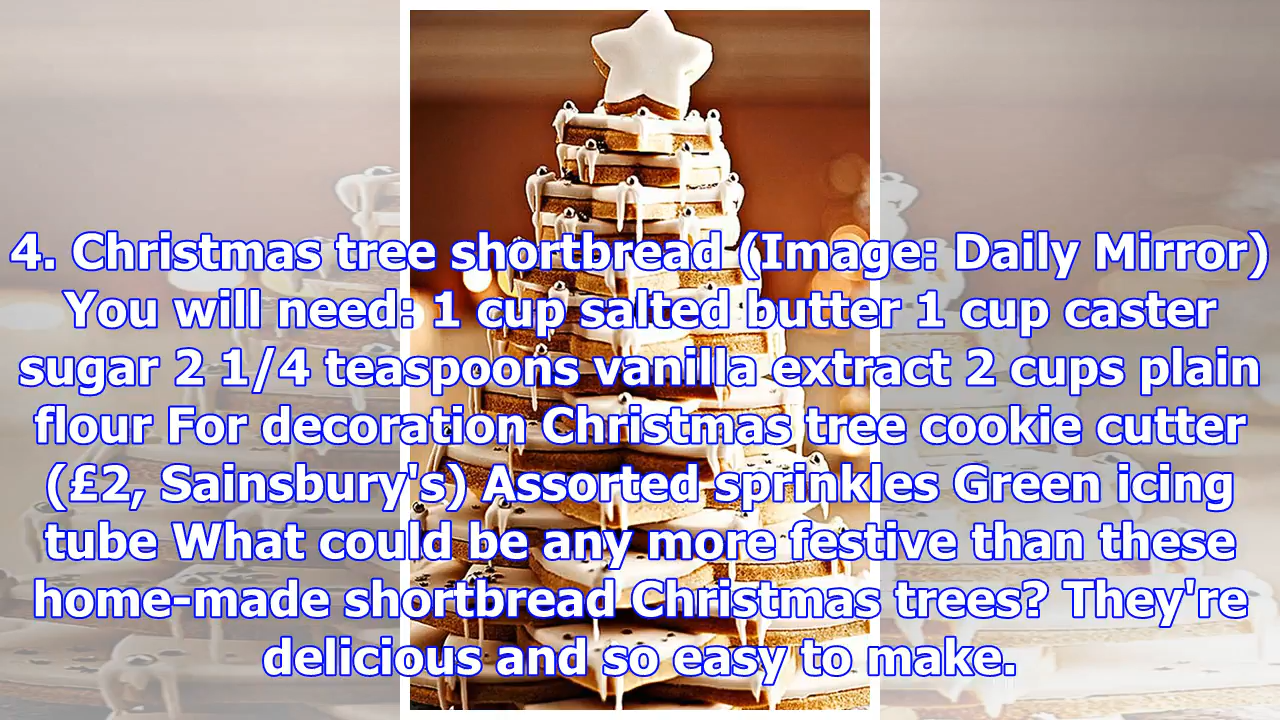 4. Christmas tree shortbread (Image: Daily Mirror)
You will need: 1 cup salted butter 1 cup caster
sugar 2 1/4 teaspoons vanilla extract 2 cups plain
flour For decoration Christmas tree cookie cutter
(£2, Sainsbury's) Assorted sprinkles Green icing
tube What could be any more festive than these
home-made shortbread Christmas trees? They're
delicious and so easy to make.